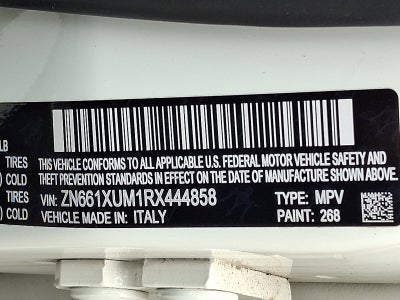 LB
TIRES THIS VEHICLE CONFORMS TO ALL APPLICABLE U.S. FEDERAL MOTOR VEHICLE SAFETY AND
) COLD THEFT PREVENTION STANDARDS IN EFFECT ON THE DATE OF MANUFACTURE SHOWN ABOVE.
TIRES VIN: ZN661XUM1RX444858 TYPE: MPV
) COLD VEHICLE MADE IN: ITALY PAINT: 268